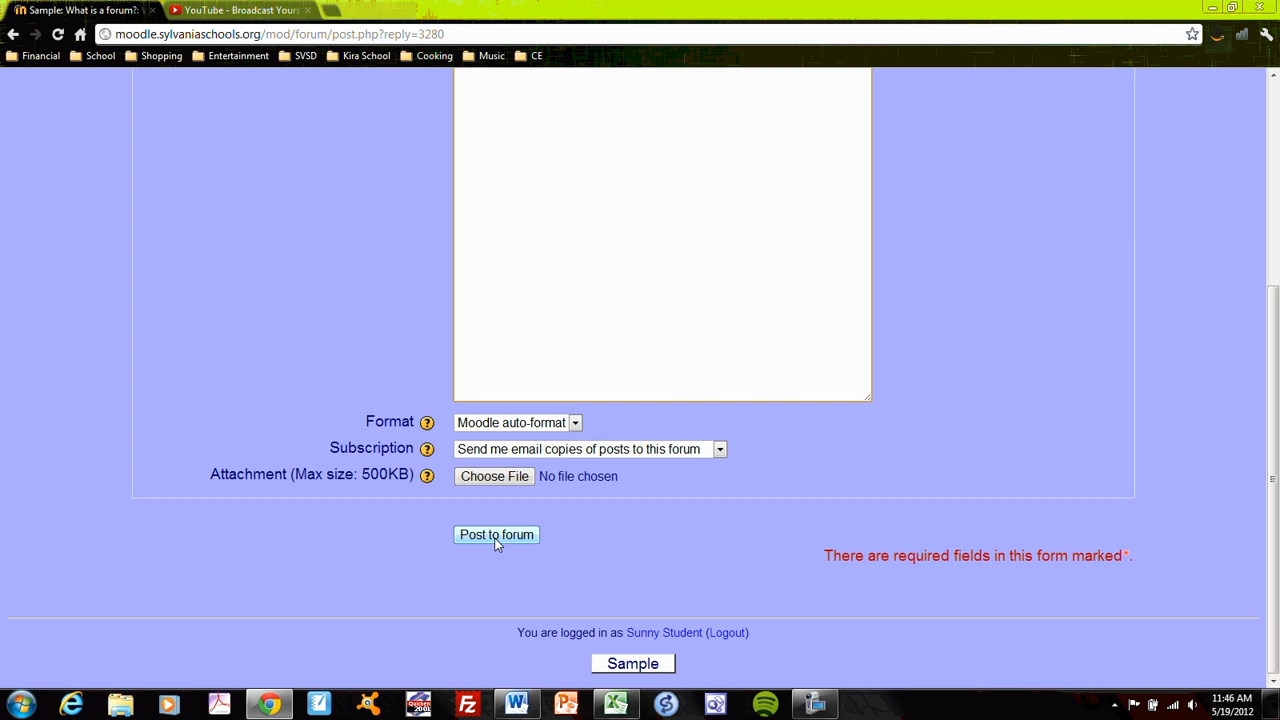 Sample: What is a forum?:
YouTube - Broadcast Yours
moodle.sylvaniaschools.org/mod/forum/post.php?reply=3280
Financial School Shopping Entertainment SVSD Kira School Cooking Music CE
Format ? Moodle auto-format
Subscription ? Send me email copies of posts to this forum
Attachment (Max size: 500KB) ? Choose File No file chosen
Post to forum
There are required fields in this form marked*.
You are logged in as Sunny Student (Logout)
Sample
11:46 AM
5/19/2012